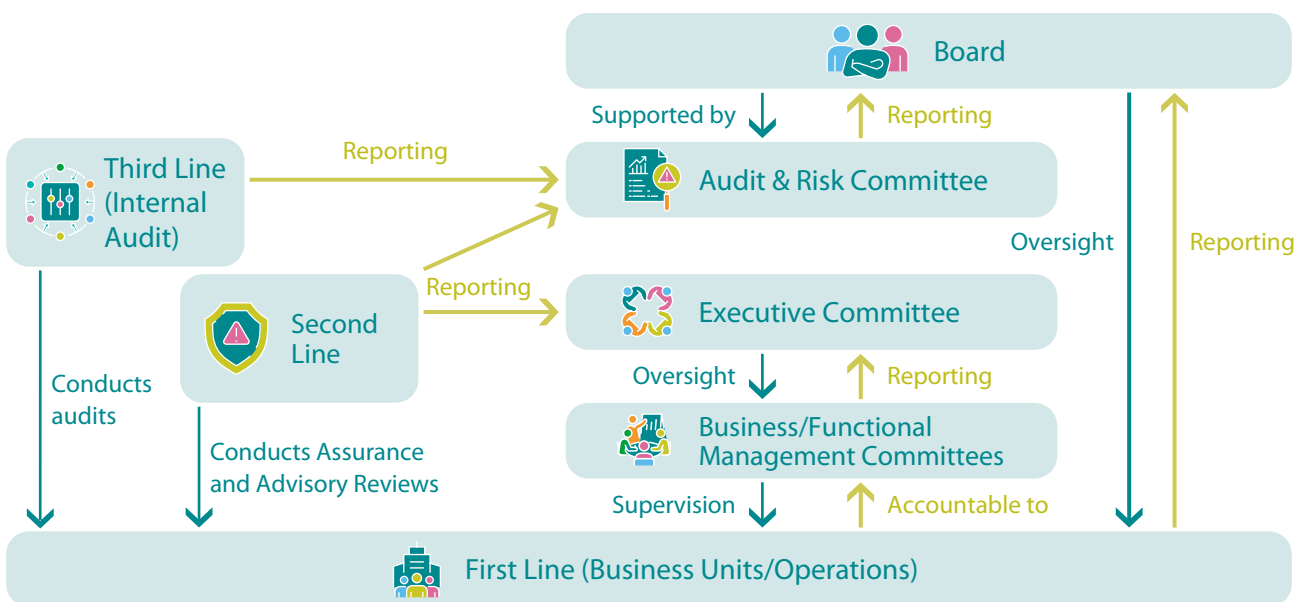 Board
Supported by
Reporting
Third Line
(Internal
Audit)
Reporting
Audit & Risk Committee
Oversight
Reporting
Second
Line
Reporting
Executive Committee
Conducts
audits
Oversight
Reporting
Conducts Assurance
and Advisory Reviews
Business/Functional
Management Committees
Supervision
Accountable to
First Line (Business Units/Operations)